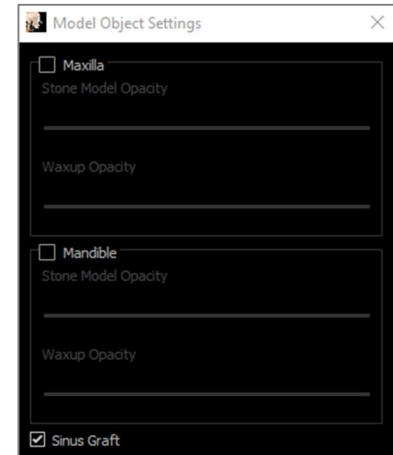 Model Object Settings
Maxilla
Stone Model Opacity
Waxup Opacity
Mandible
Stone Model Opacity
Waxup Opacity
Sinus Graft